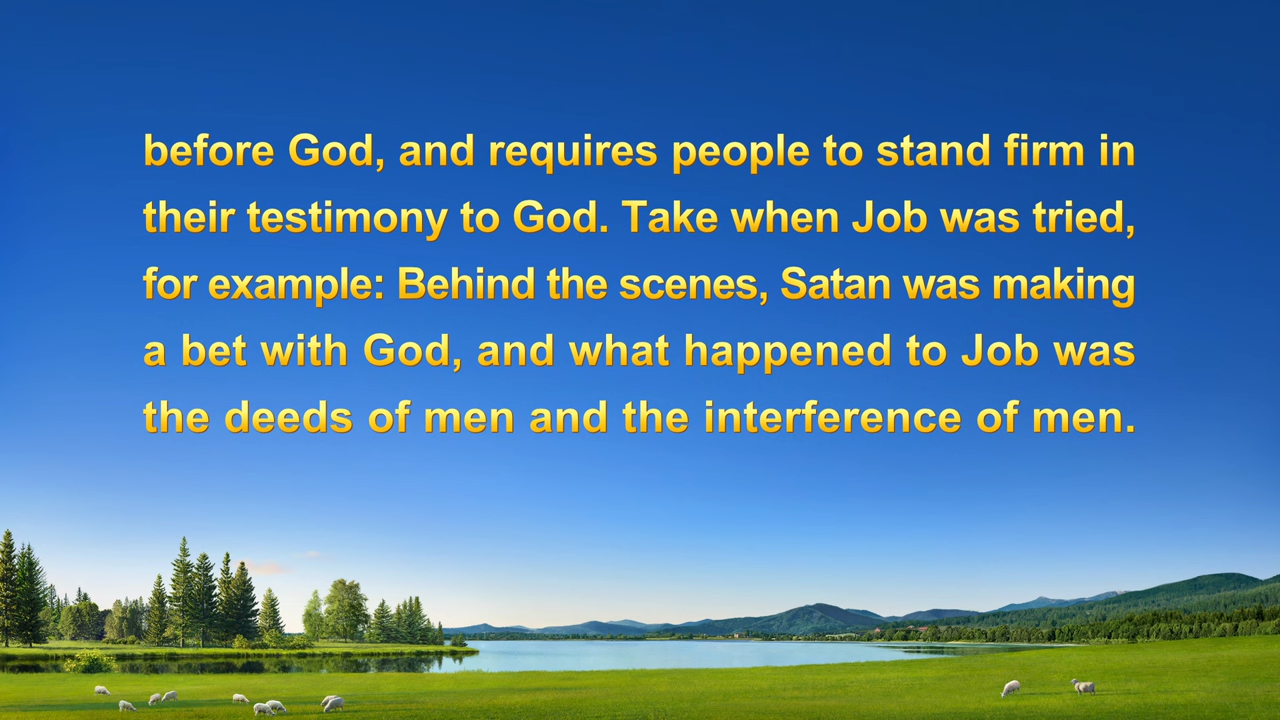 before God, and requires people to stand firm in
their testimony to God. Take when Job was tried,
for example: Behind the scenes, Satan was making
a bet with God, and what happened to Job was
the deeds of men and the interference of men.